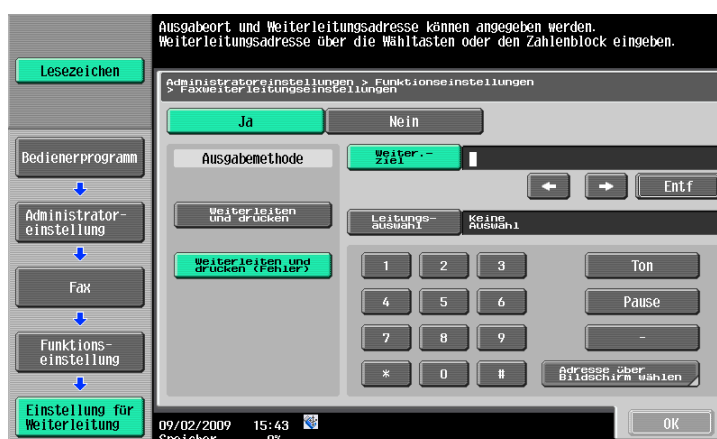 Ausgabeort und Weiterleitungsadresse können angegeben werden.
Weiterleitungsadresse über die Wähltasten oder den Zahlenblock eingeben.
Lesezeichen
Administratoreinstellungen > Funktionseinstellungen
> Faxweiterleitungseinstellungen
Ja
Nein
Bedienerprogramm
Administrator-
einstellung
Fax
Funktions-
einstellung
Einstellung für
Weiterleitung
Ausgabemethode
Weiterleiten
und drucken
Weiterleiten und
drucken (Fehler)
Weiter.-
ziel
← → Entf
Leitungs-
auswahl
Keine
Auswahl
1 2 3 Ton
4 5 6 Pause
7 8 9 -
* 0 #
Adresse über
Bildschirm wählen
09/02/2009 15:43
Speicher 0%
OK